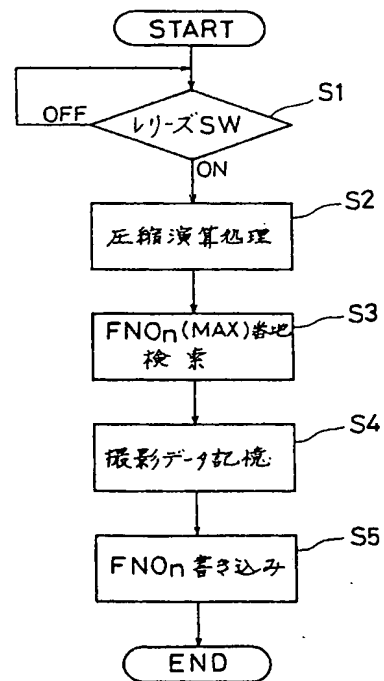 START
S1
レリーズSW
OFF
ON
S2
圧縮演算処理
S3
FNOn(MAX)番地
検索
S4
撮影データ記憶
S5
FNOn書き込み
END